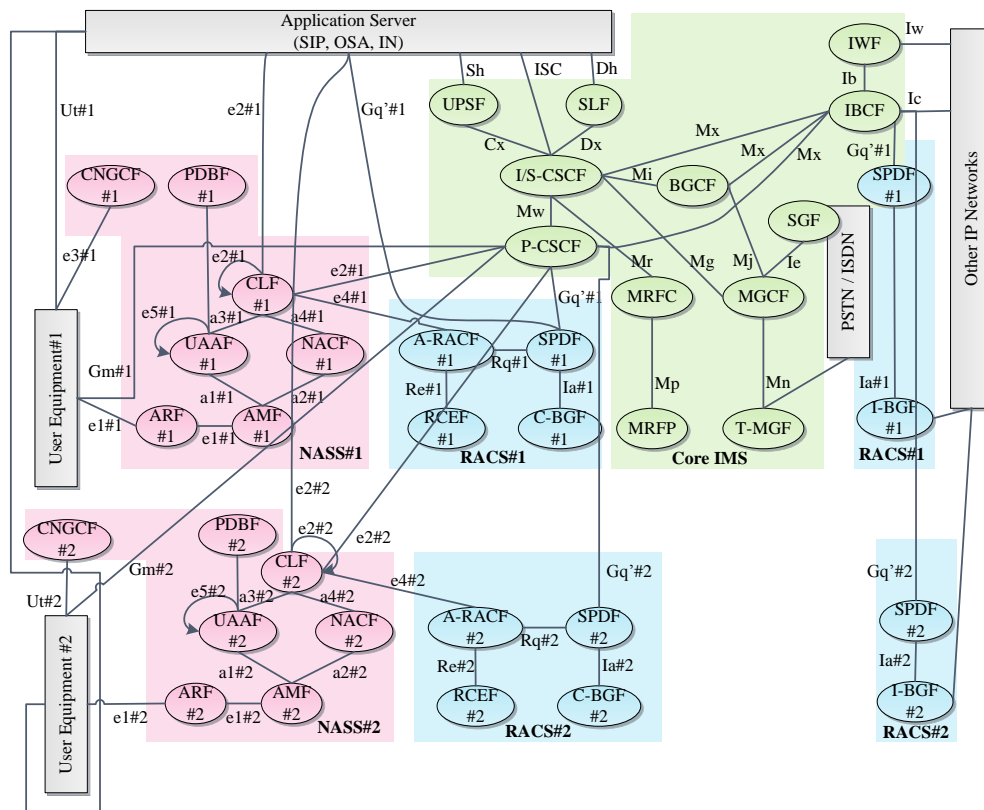 Application Server
(SIP, OSA, IN)
IWF
Iw
Sh
ISC
Dh
Ib
Ut#1
e2#1
Gq'#1
UPSF
SLF
IBCF
Ic
Cx
Dx
Mx
Mx
Mx
Gq’#1
CNGCF
#1
PDBF
#1
I/S-CSCF
Mi
BGCF
SPDF
#1
Mw
SGF
e3#1
P-CSCF
e2#1
e2#1
Mr
Mg
Mj
Ie
PSTN / ISDN
Other IP Networks
CLF
#1
e4#1
Gq’#1
MRFC
MGCF
e5#1
a3#1
a4#1
UAAF
#1
NACF
#1
A-RACF
#1
Rq#1
SPDF
#1
User Equipment#1
Gm#1
a1#1
a2#1
Re#1
Ia#1
Mp
Mn
Ia#1
ARF
#1
e1#1
e1#1
AMF
#1
RCEF
#1
C-BGF
#1
MRFP
T-MGF
I-BGF
#1
NASS#1
RACS#1
Core IMS
RACS#1
e2#2
CNGCF
#2
PDBF
#2
e2#2
e2#2
Gm#2
CLF
#2
Ut#2
e5#2
a3#2
a4#2
e4#2
Gq’#2
Gq’#2
UAAF
#2
NACF
#2
A-RACF
#2
Rq#2
SPDF
#2
SPDF
#2
User Equipment #2
a1#2
a2#2
Re#2
Ia#2
Ia#2
ARF
#2
e1#2
e1#2
AMF
#2
RCEF
#2
C-BGF
#2
I-BGF
#2
NASS#2
RACS#2
RACS#2